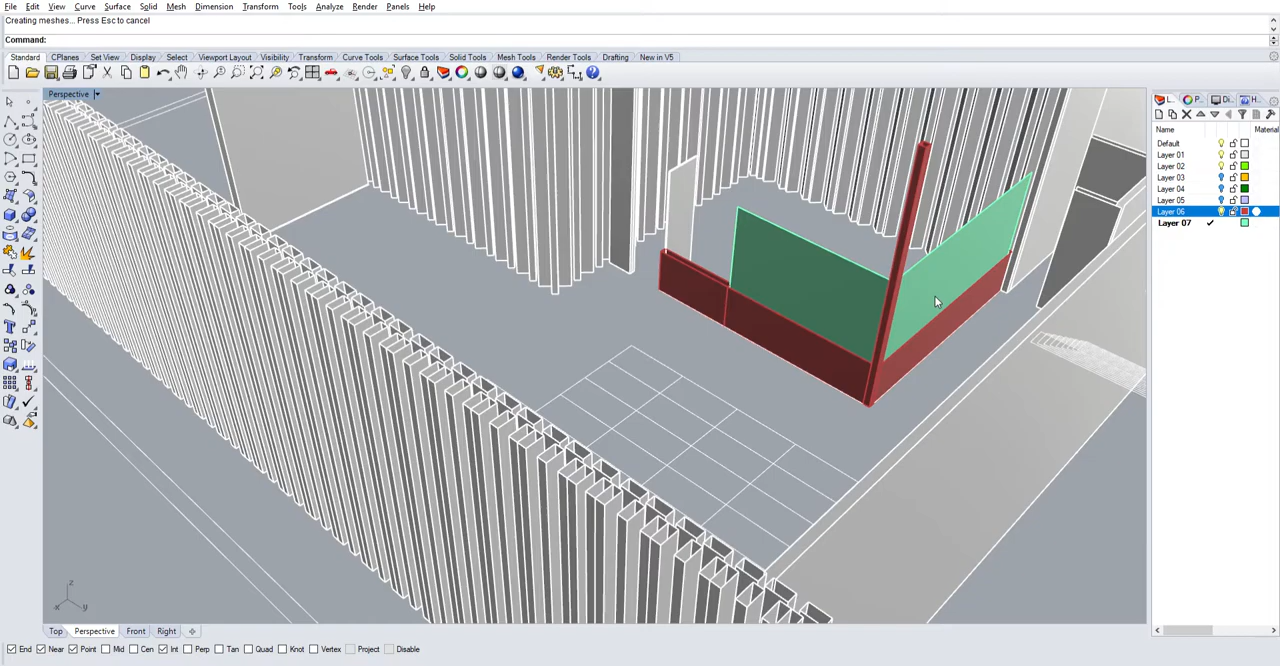 File Edit View Curve Surface Solid Mesh Dimension Transform Tools Analyze Render Panels Help
Creating meshes... Press Esc to cancel
Command:
Standard CPlanes Set View Display Select Viewport Layout Visibility Transform Curve Tools Surface Tools Solid Tools Mesh Tools Render Tools Drafting New in V5
Perspective
L... P... Di... H...
Name Material
Default
Layer 01
Layer 02
Layer 03
Layer 04
Layer 05
Layer 06
Layer 07
z
x y
Top Perspective Front Right
End Near Point Mid Cen Int Perp Tan Quad Knot Vertex Project Disable